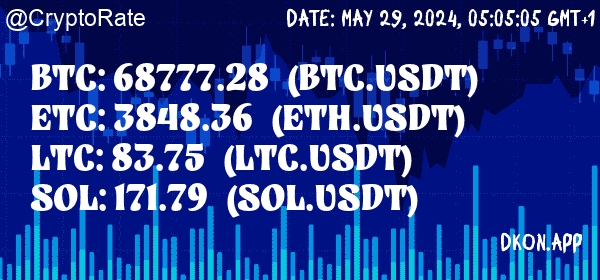 @CryptoRate
DATE: MAY 29, 2024, 05:05:05 GMT+1
BTC: 68777.28 (BTC.USDT)
ETC: 3848.36 (ETH.USDT)
LTC: 83.75 (LTC.USDT)
SOL: 171.79 (SOL.USDT)
DKON.APP